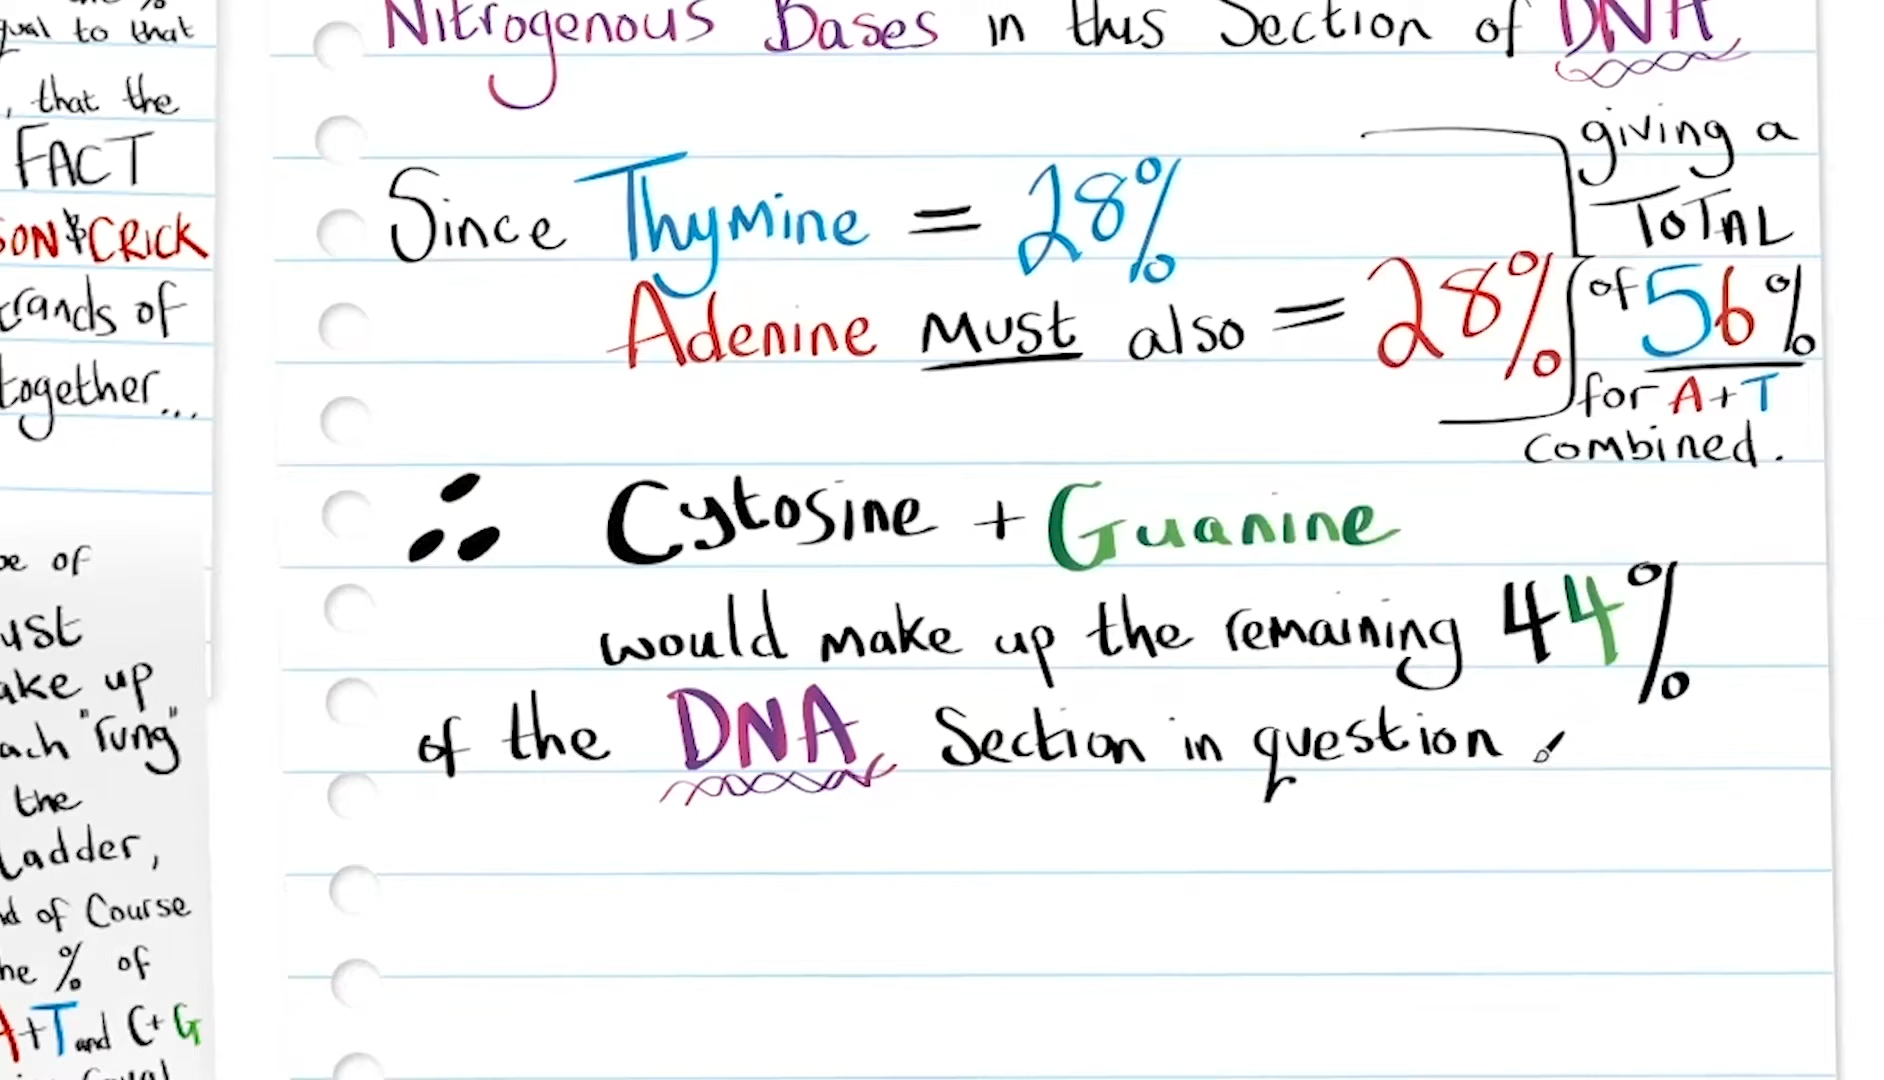 qual to that
, that the
FACT
SON & CRICK
trands of
together...
pe of
ust
ake up
ach "rung"
the
Ladder,
nd of Course
he % of
A+T and C+G
Nitrogenous Bases in this Section of DNA
Since Thymine = 28%
Adenine MUST also = 28%
giving a
TOTAL
of 56%
for A+T
combined.
∴ Cytosine + Guanine
would make up the remaining 44%
of the DNA Section in question.